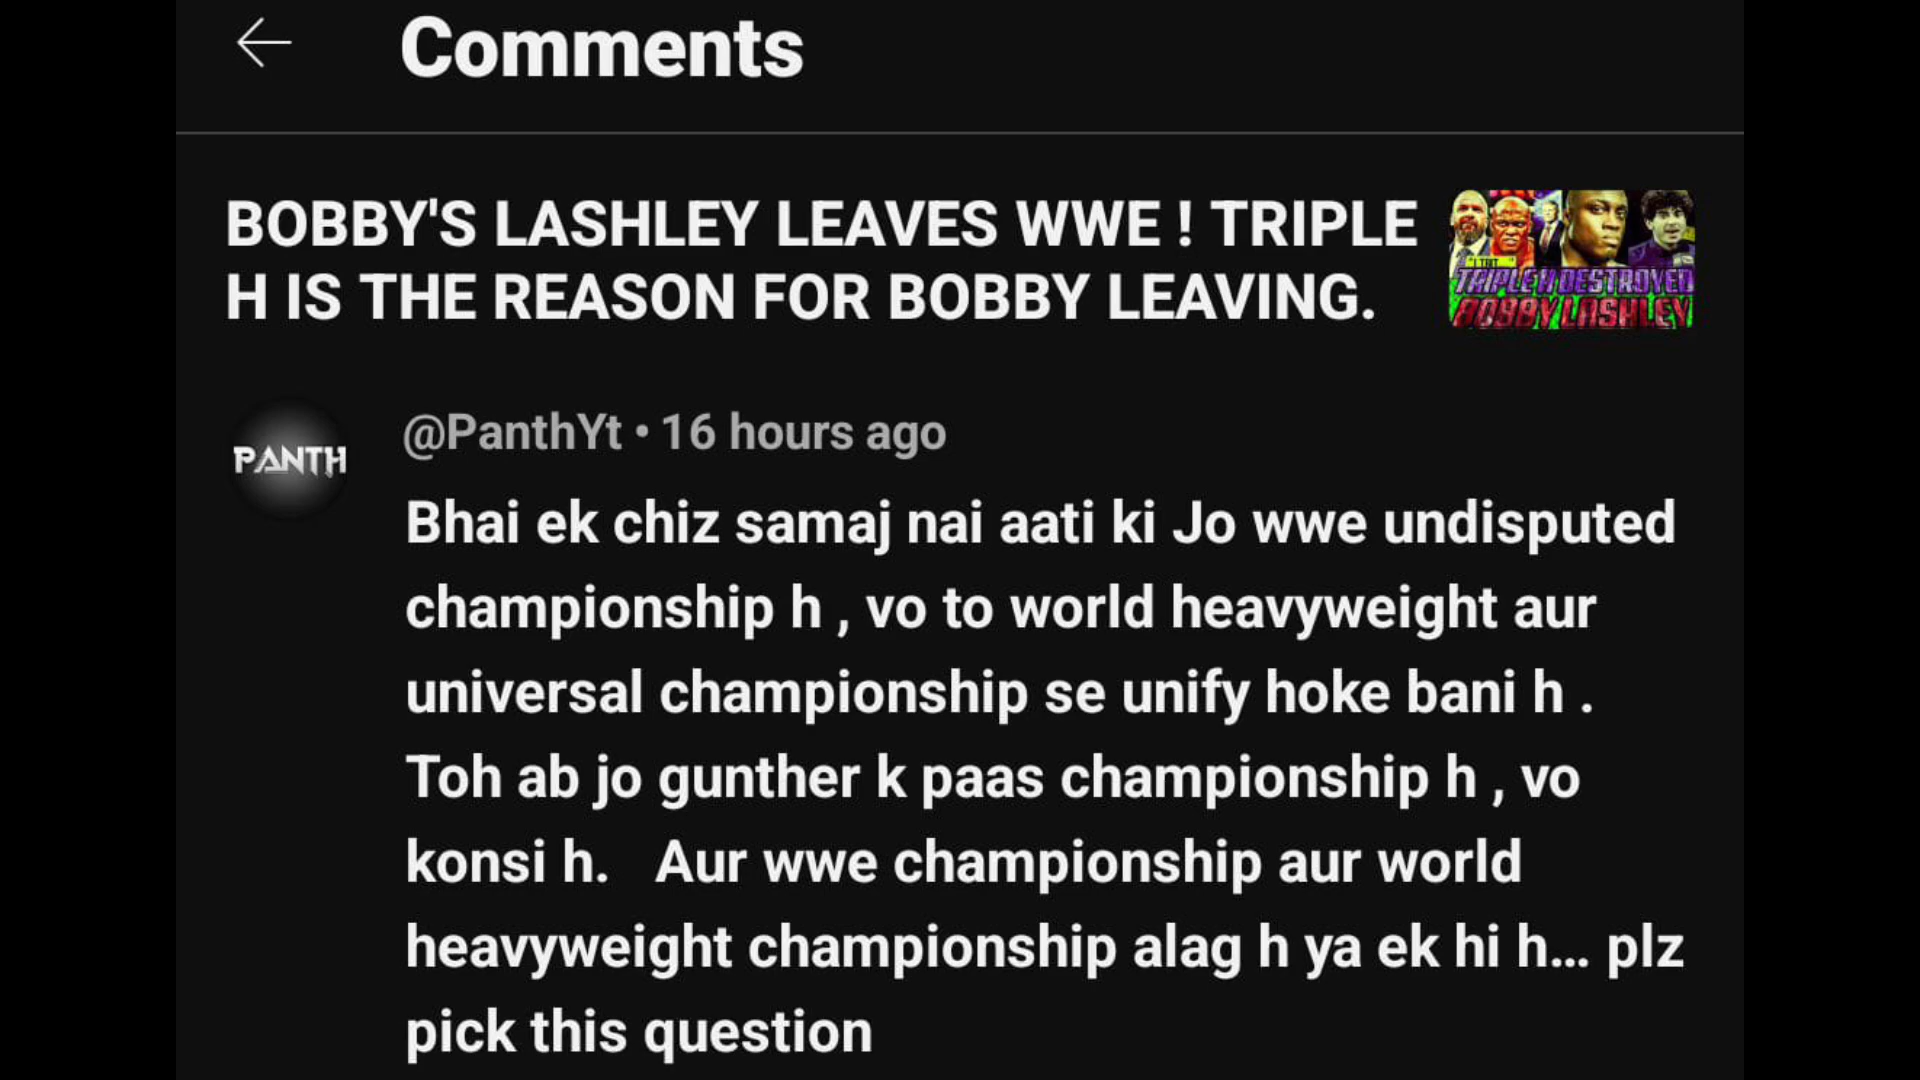 Comments
BOBBY'S LASHLEY LEAVES WWE ! TRIPLE
H IS THE REASON FOR BOBBY LEAVING.
TRIPLE H DESTROYED
BOBBY LASHLEY
PANTH
@PanthYt • 16 hours ago
Bhai ek chiz samaj nai aati ki Jo wwe undisputed
championship h , vo to world heavyweight aur
universal championship se unify hoke bani h .
Toh ab jo gunther k paas championship h , vo
konsi h. Aur wwe championship aur world
heavyweight championship alag h ya ek hi h... plz
pick this question